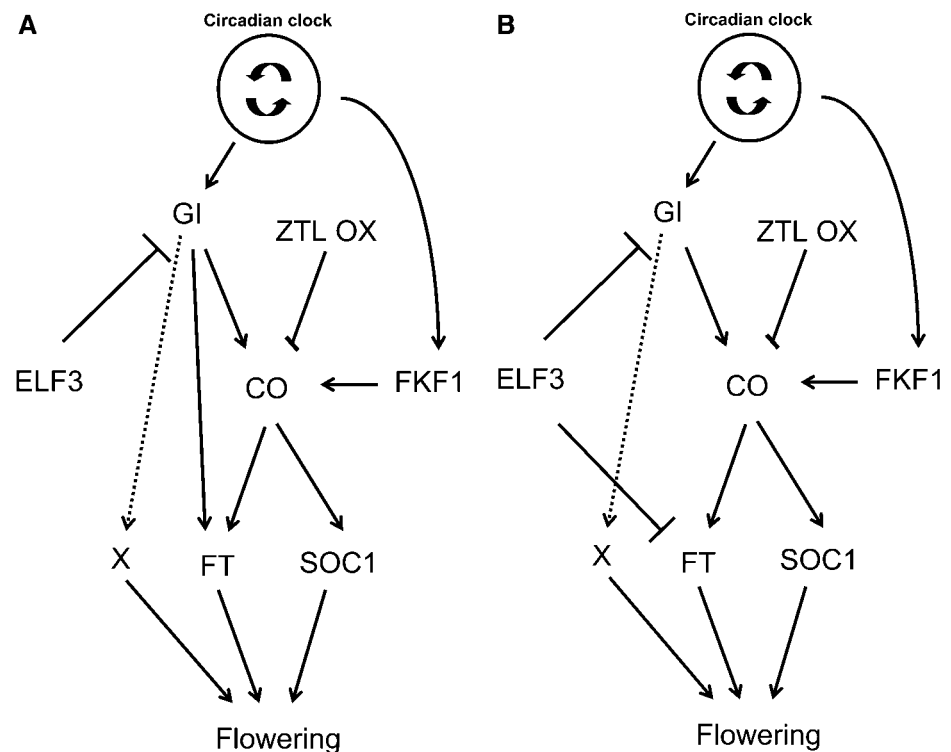 A
Circadian clock
GI
ZTL OX
ELF3
CO
FKF1
X
FT
SOC1
Flowering
B
Circadian clock
GI
ZTL OX
ELF3
CO
FKF1
X
FT
SOC1
Flowering